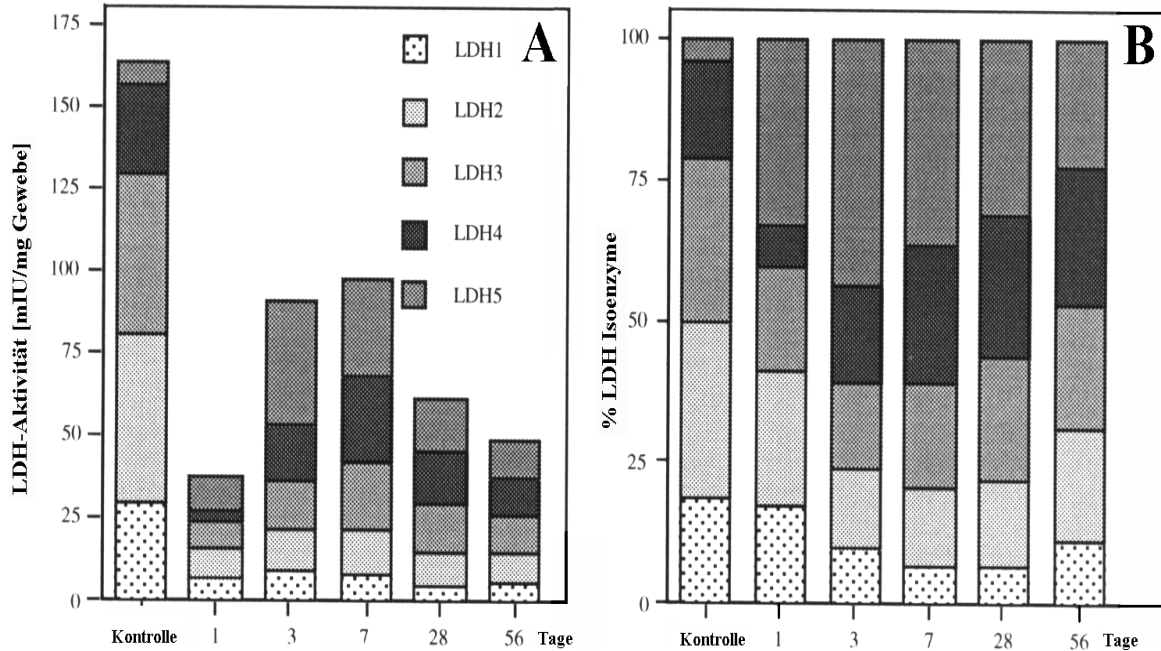 A
LDH-Aktivität [mIU/mg Gewebe]
175
150
125
100
75
50
25
0
LDH1
LDH2
LDH3
LDH4
LDH5
Kontrolle 1 3 7 28 56 Tage
B
% LDH Isoenzyme
100
75
50
25
0
Kontrolle 1 3 7 28 56 Tage